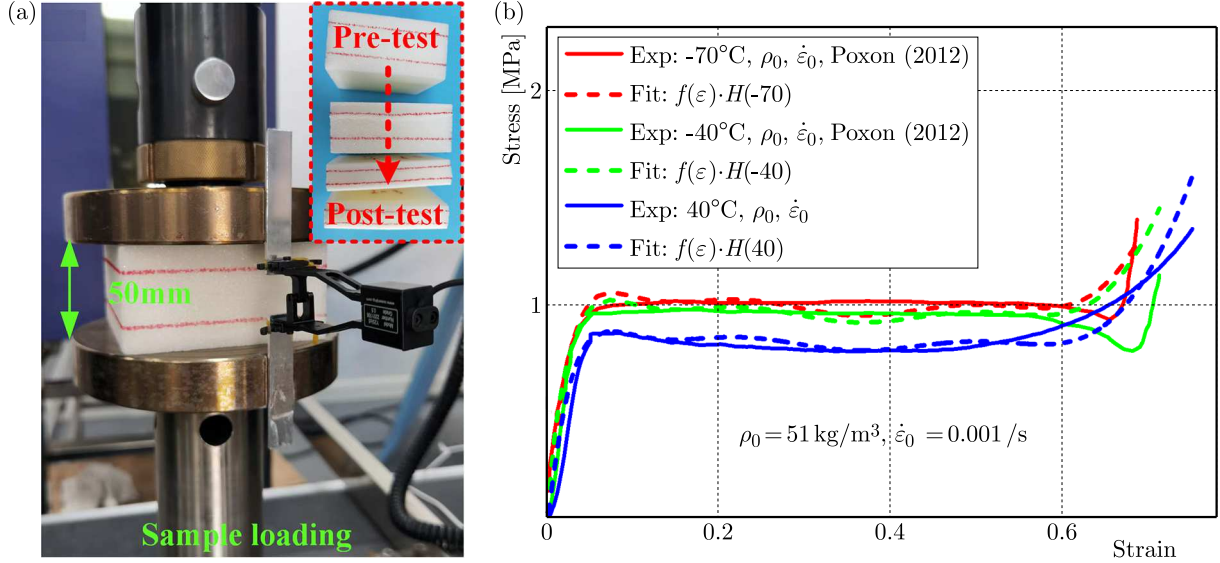 (a)
Pre-test
Post-test
50mm
Sample loading
(b)
Stress [MPa]
2
1
Exp: -70°C, ρ₀, ε̇₀, Poxon (2012)
Fit: f(ε)·H(-70)
Exp: -40°C, ρ₀, ε̇₀, Poxon (2012)
Fit: f(ε)·H(-40)
Exp: 40°C, ρ₀, ε̇₀
Fit: f(ε)·H(40)
ρ₀ = 51 kg/m³, ε̇₀ = 0.001 /s
0
0.2
0.4
0.6
Strain